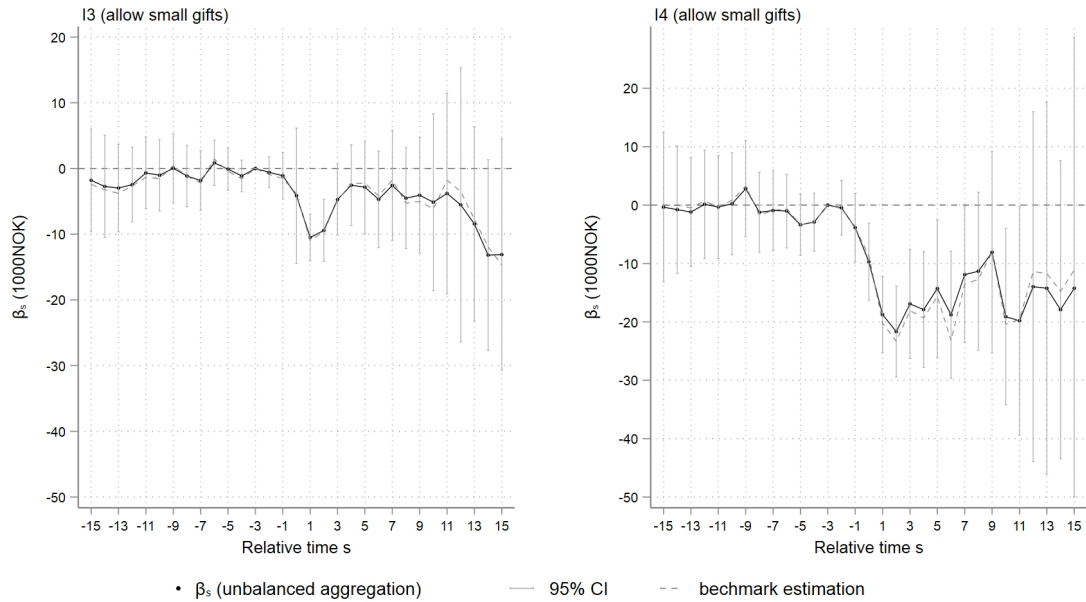 I3 (allow small gifts)
20
10
0
-10
-20
-30
-40
-50
βs (1000NOK)
-15 -13 -11 -9 -7 -5 -3 -1 1 3 5 7 9 11 13 15
Relative time s
I4 (allow small gifts)
20
10
0
-10
-20
-30
-40
-50
βs (1000NOK)
-15 -13 -11 -9 -7 -5 -3 -1 1 3 5 7 9 11 13 15
Relative time s
βs (unbalanced aggregation) 95% CI bechmark estimation